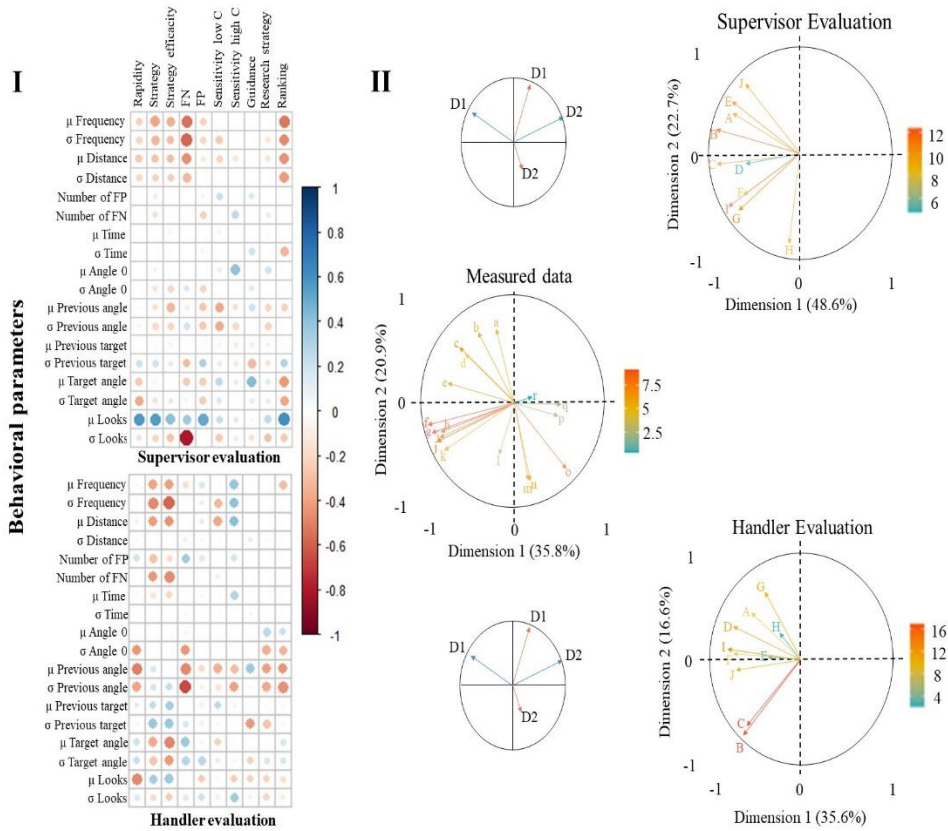 I
Rapidity
Strategy
Strategy efficacity
FN
FP
Sensitivity low C
Sensitivity high C
Guidance
Research strategy
Ranking
Behavioral parameters
μ Frequency
σ Frequency
μ Distance
σ Distance
Number of FP
Number of FN
μ Time
σ Time
μ Angle 0
σ Angle 0
μ Previous angle
σ Previous angle
μ Previous target
σ Previous target
μ Target angle
σ Target angle
μ Looks
σ Looks
Supervisor evaluation
μ Frequency
σ Frequency
μ Distance
σ Distance
Number of FP
Number of FN
μ Time
σ Time
μ Angle 0
σ Angle 0
μ Previous angle
σ Previous angle
μ Previous target
σ Previous target
μ Target angle
σ Target angle
μ Looks
σ Looks
Handler evaluation
1
0.8
0.6
0.4
0.2
0
-0.2
-0.4
-0.6
-0.8
-1
II
D1
D1
D2
D2
Supervisor Evaluation
1
0
-1
Dimension 2 (22.7%)
J
E
A
B
C
D
F
I
G
H
-1
0
1
Dimension 1 (48.6%)
12
10
8
6
Measured data
1
0
-1
Dimension 2 (20.9%)
a
b
c
d
e
f
g
h
k
l
m
n
o
p
q
r
-1
0
1
Dimension 1 (35.8%)
7.5
5.0
2.5
D1
D1
D2
D2
Handler Evaluation
1
0
-1
Dimension 2 (16.6%)
G
A
D
H
I
J
C
B
-1
0
1
Dimension 1 (35.6%)
16
12
8
4